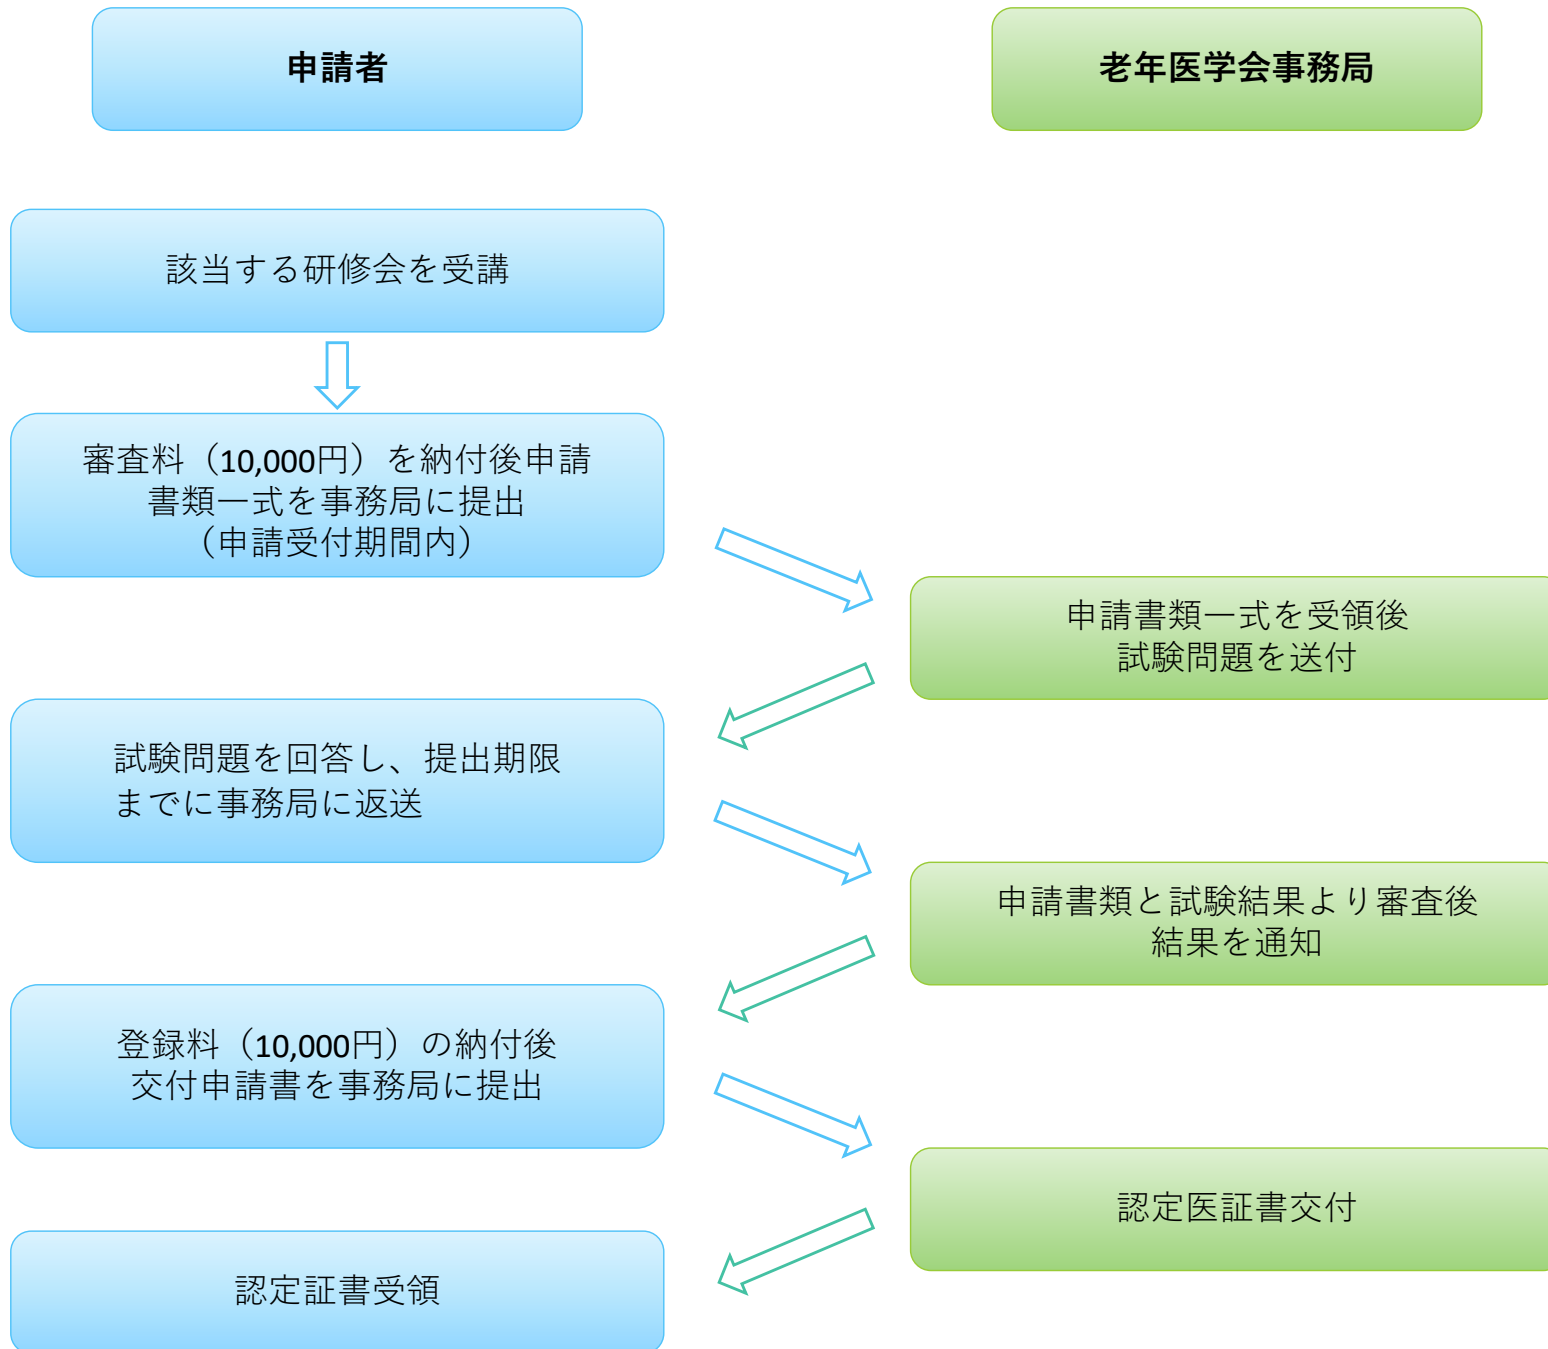 申請者
老年医学会事務局
該当する研修会を受講
審査料（10,000円）を納付後申請
書類一式を事務局に提出
（申請受付期間内）
申請書類一式を受領後
試験問題を送付
試験問題を回答し、提出期限
までに事務局に返送
申請書類と試験結果より審査後
結果を通知
登録料（10,000円）の納付後
交付申請書を事務局に提出
認定医証書交付
認定証書受領